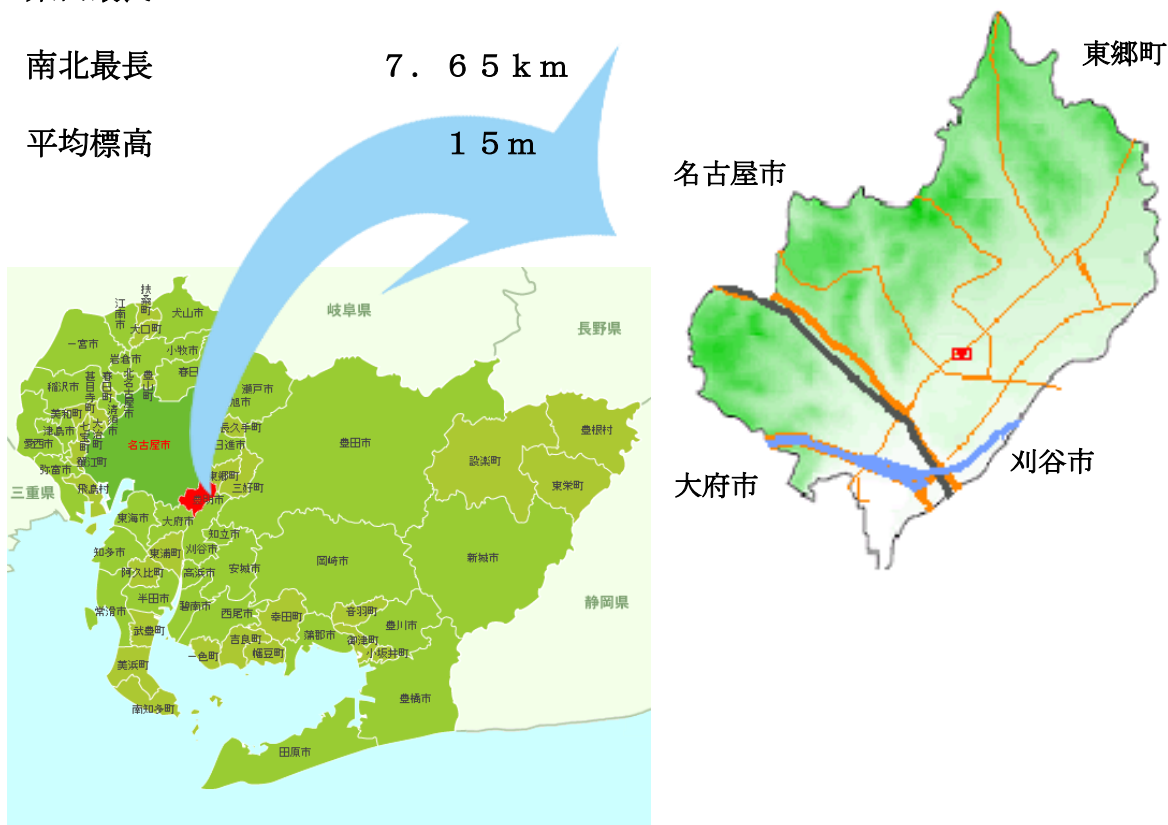 南北最長 7．65km
平均標高 15m
東郷町
名古屋市
大府市
刈谷市
岐阜県
長野県
三重県
静岡県
扶桑町
江南市
犬山市
大口町
一宮市
小牧市
岩倉市
春日
稲沢市
甚目寺町
春日町
北名古屋市
豊山町
清須市
美和町
津島市
七宝町
大治町
愛西市
蟹江町
弥富市
飛島村
名古屋市
瀬戸市
旭市
長久手町
日進市
東郷町
三好町
豊明市
豊田市
設楽町
豊根村
東栄町
東海市
大府市
知立市
知多市
東浦町
刈谷市
岡崎市
新城市
阿久比町
高浜市
安城市
半田市
碧南市
常滑市
西尾市
幸田町
音羽町
豊川市
武豊町
吉良町
蒲郡市
御津町
一色町
幡豆町
小坂井町
美浜町
南知多町
豊橋市
田原市